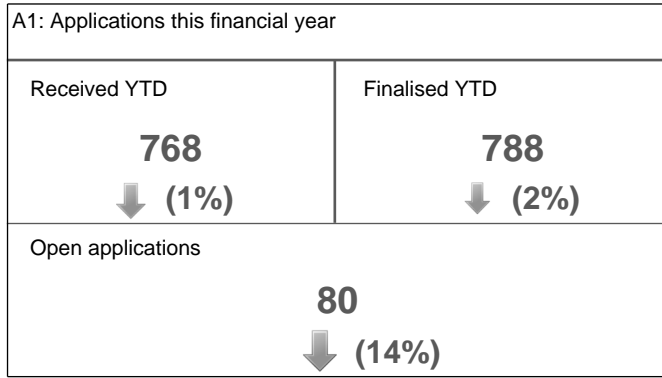 A1: Applications this financial year
Received YTD
768
(1%)
Finalised YTD
788
(2%)
Open applications
80
(14%)